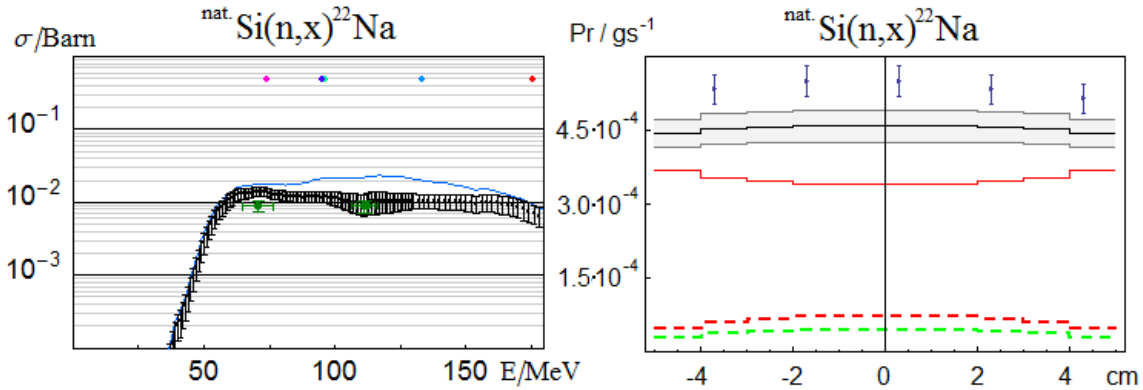 nat. Si(n,x)²²Na
σ/Barn
10⁻¹
10⁻²
10⁻³
50 100 150
E/MeV
nat. Si(n,x)²²Na
Pr / gs⁻¹
4.5·10⁻⁴
3.0·10⁻⁴
1.5·10⁻⁴
-4 -2 0 2 4 cm